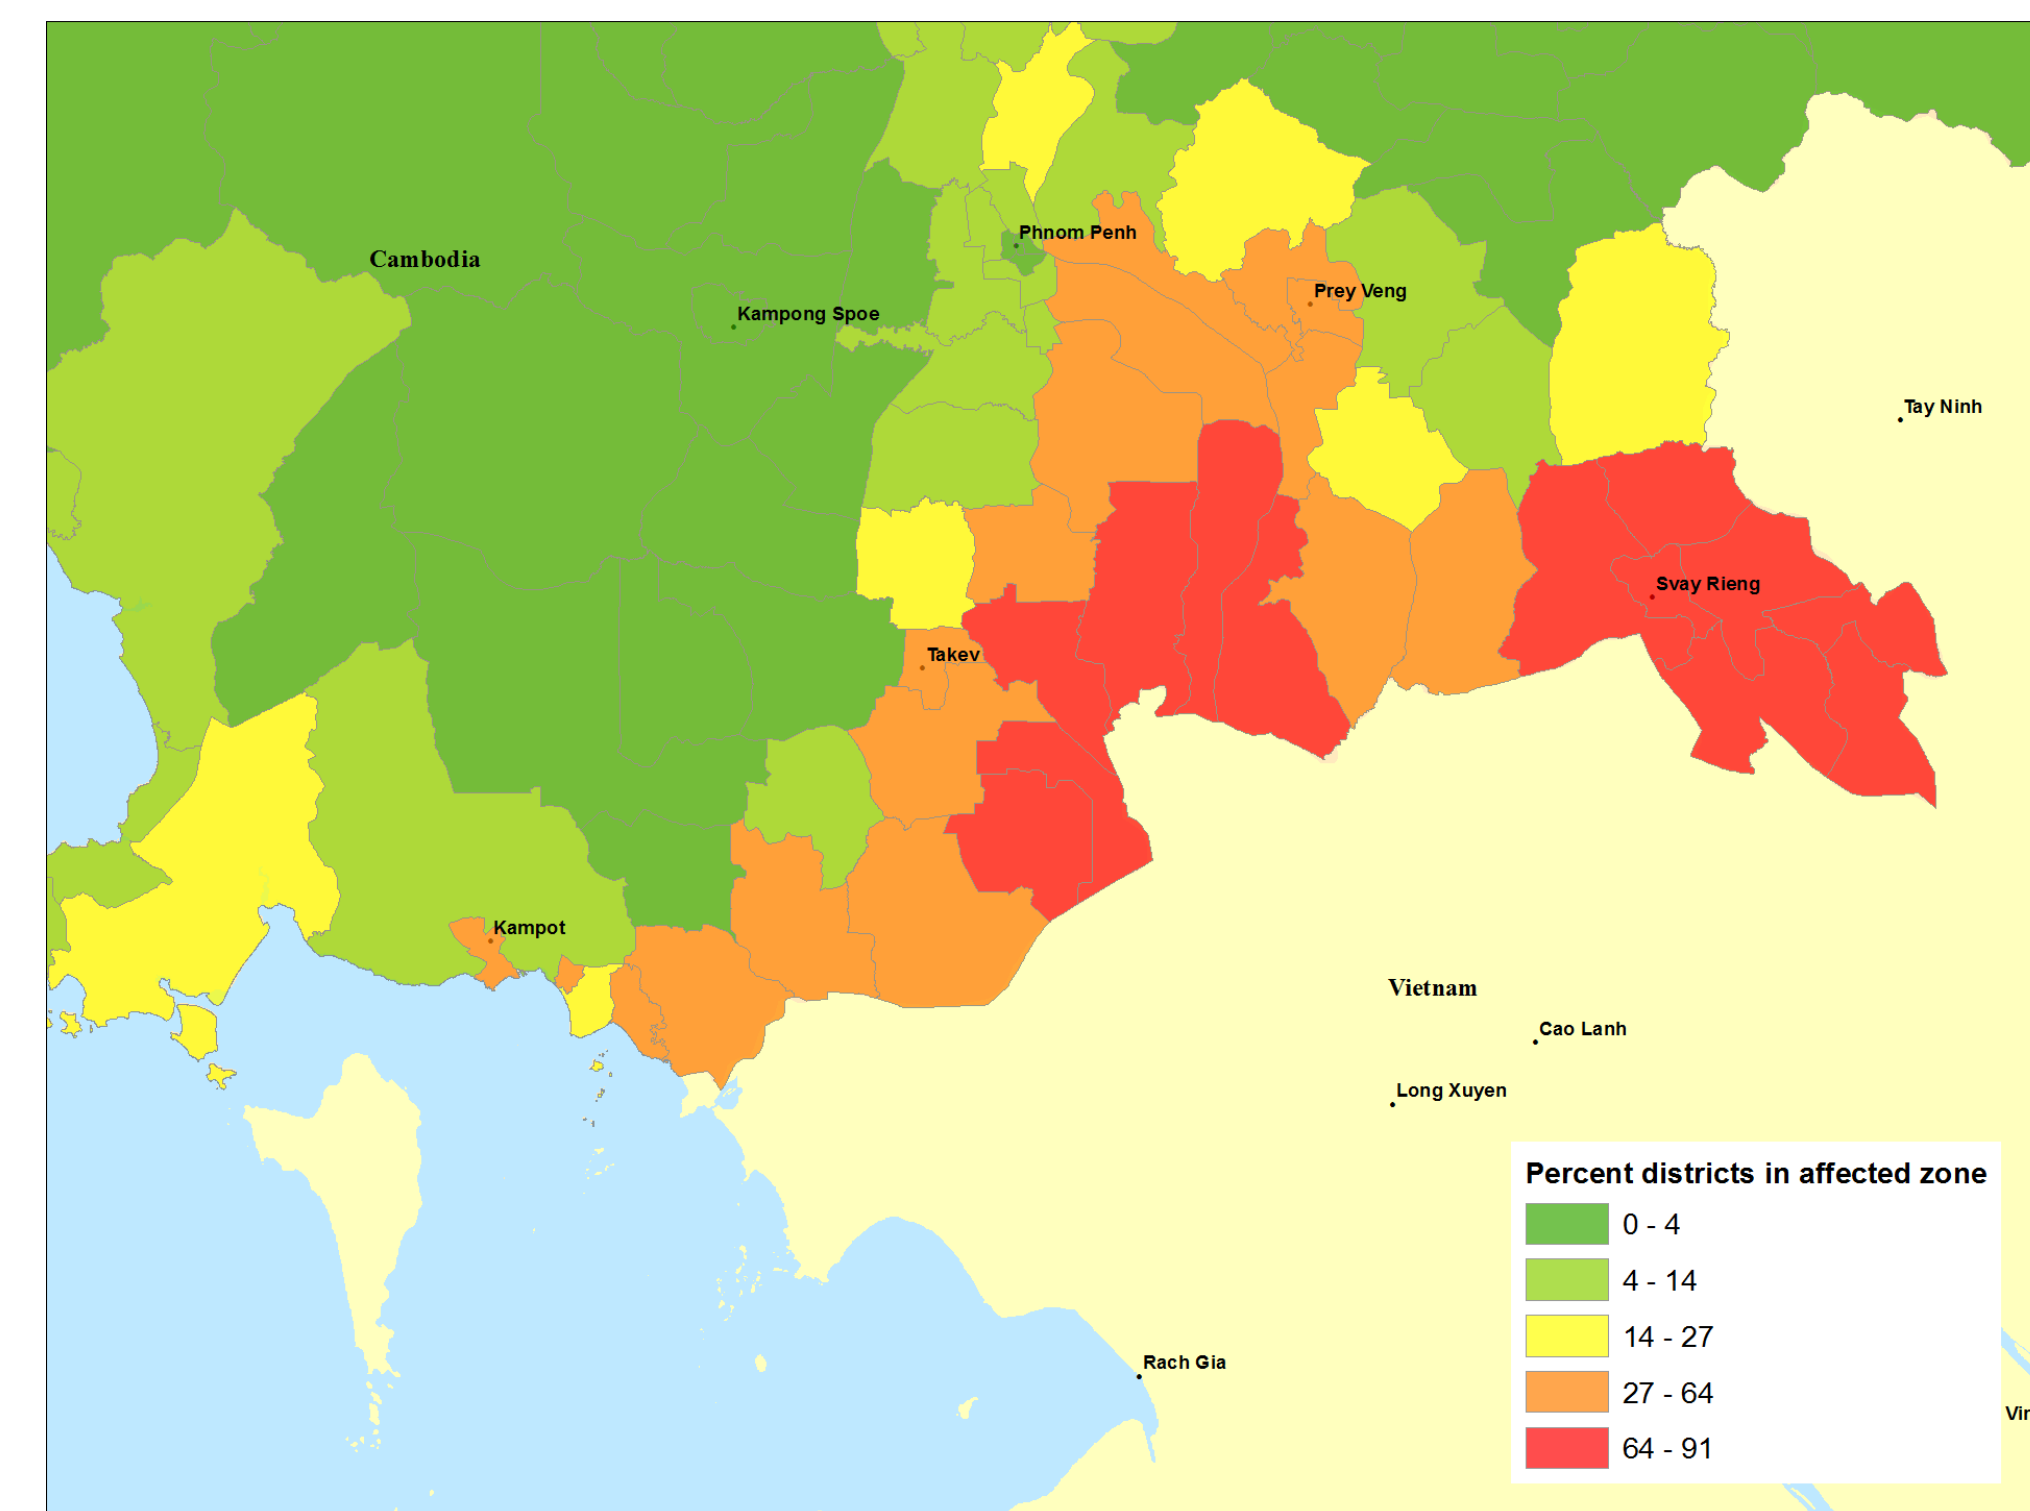 Phnom Penh
Cambodia
Prey Veng
Kampong Spoe
Tay Ninh
Svay Rieng
Takev
Kampot
Vietnam
Cao Lanh
Long Xuyen
Percent districts in affected zone
0 - 4
4 - 14
14 - 27
Rach Gia
27 - 64
Vin
64 - 91